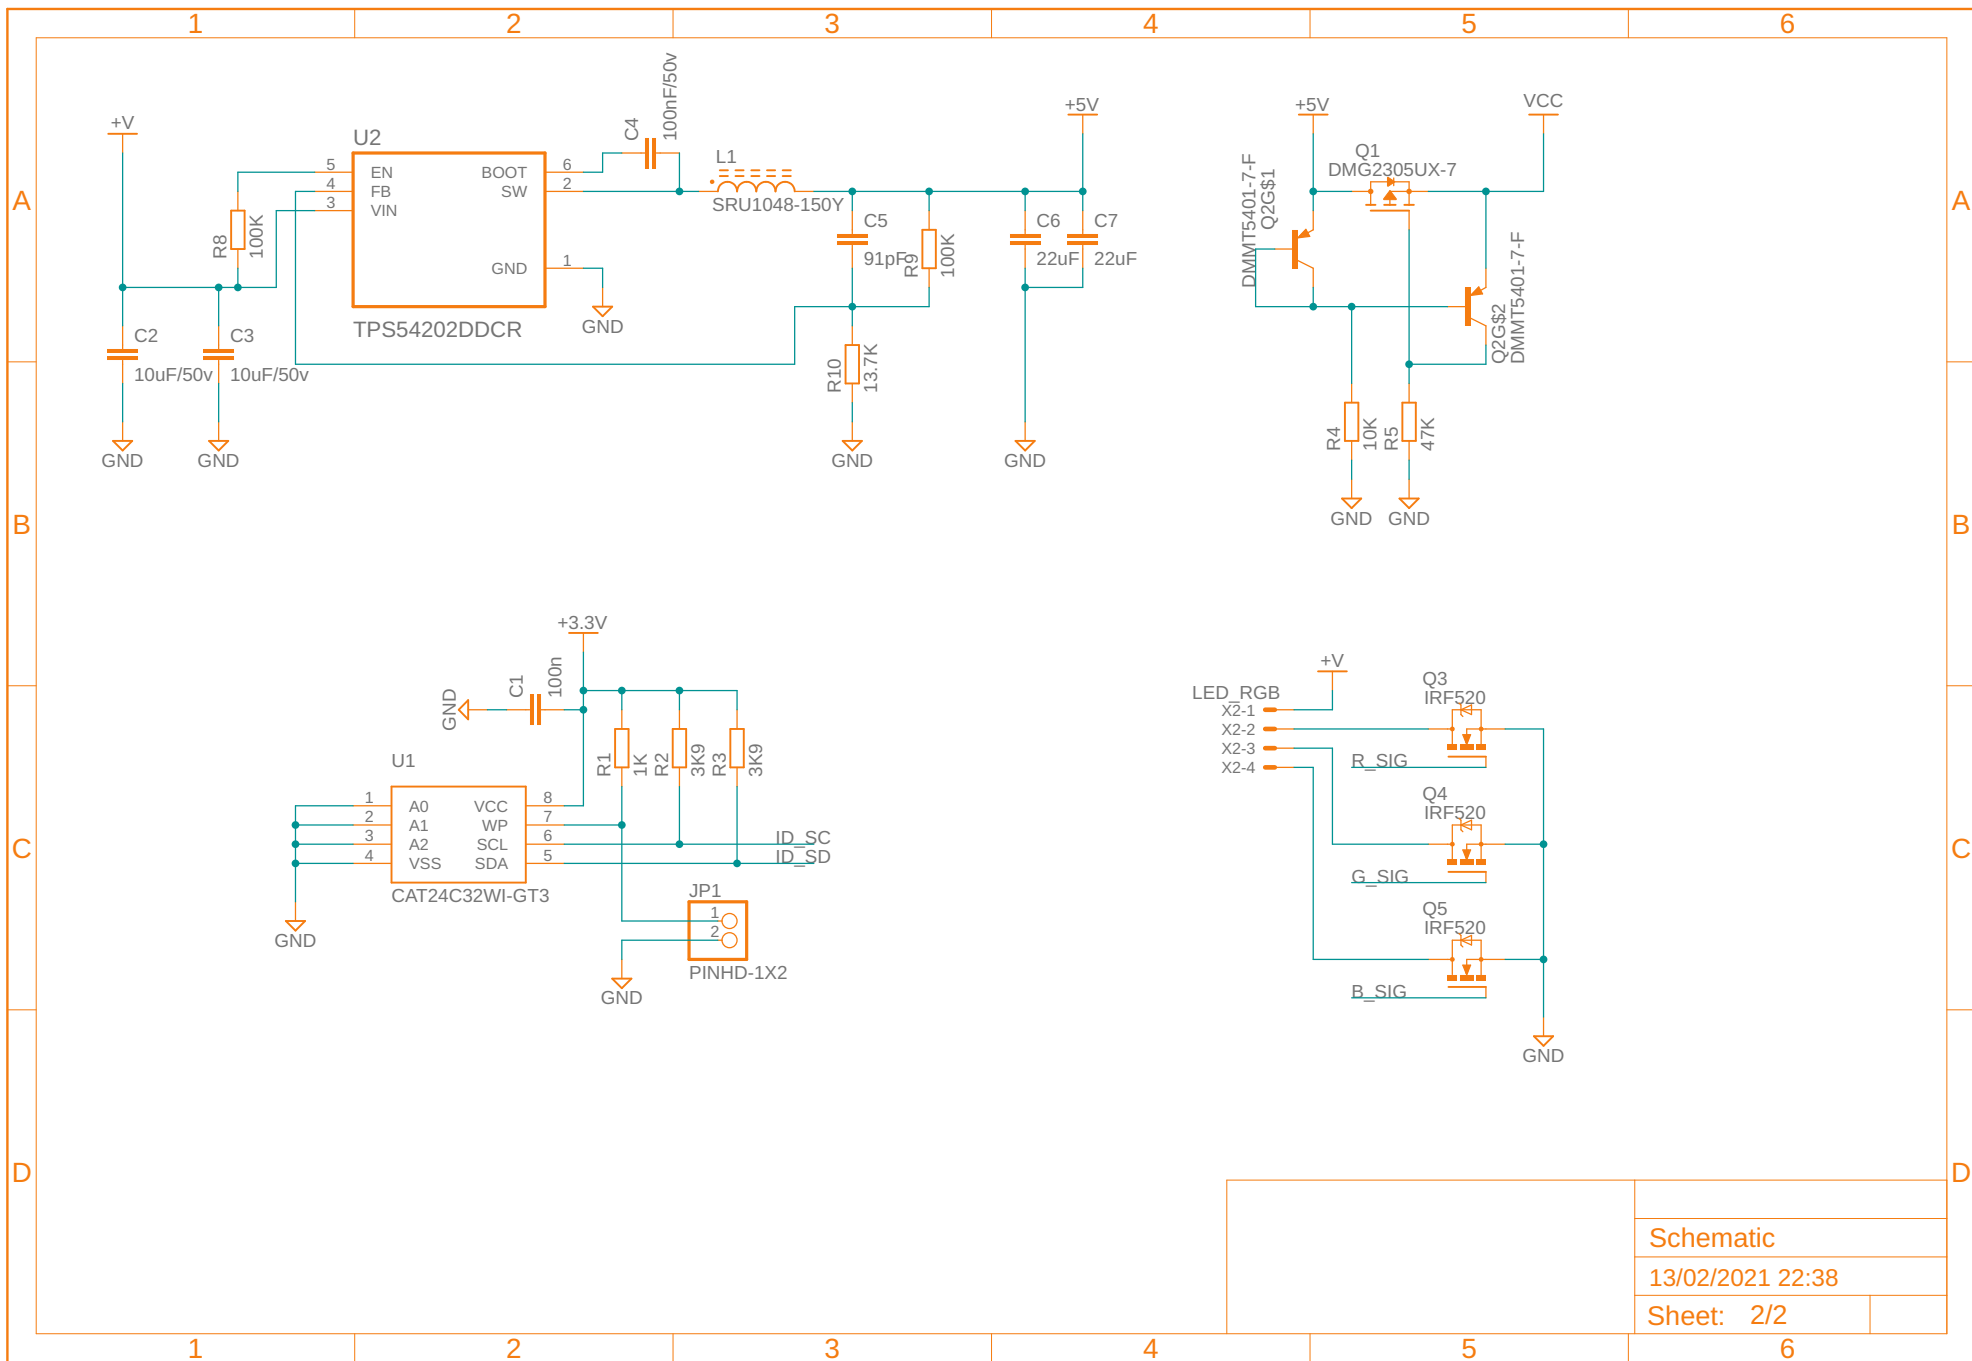 1 2 3 4 5 6
A A
B B
C C
D D
+V
U2
5 EN
4 FB
3 VIN
BOOT 6
SW 2
GND 1
TPS54202DDCR
R8
100K
C2
10uF/50v
C3
10uF/50v
GND
GND
GND
C4
100nF/50v
L1
SRU1048-150Y
C5
91pF
R9
100K
R10
13.7K
GND
C6
22uF
C7
22uF
GND
+5V
+5V
VCC
Q1
DMG2305UX-7
DMMT5401-7-F
Q2G$1
Q2G$2
DMMT5401-7-F
R4
10K
R5
47K
GND
GND
+3.3V
C1
100n
GND
R1
1K
R2
3K9
R3
3K9
U1
1 A0
2 A1
3 A2
4 VSS
VCC 8
WP 7
SCL 6
SDA 5
CAT24C32WI-GT3
GND
ID_SC
ID_SD
JP1
1
2
PINHD-1X2
GND
+V
LED_RGB
X2-1
X2-2
X2-3
X2-4
Q3
IRF520
R_SIG
Q4
IRF520
G_SIG
Q5
IRF520
B_SIG
GND
Schematic
13/02/2021 22:38
Sheet: 2/2
1 2 3 4 5 6